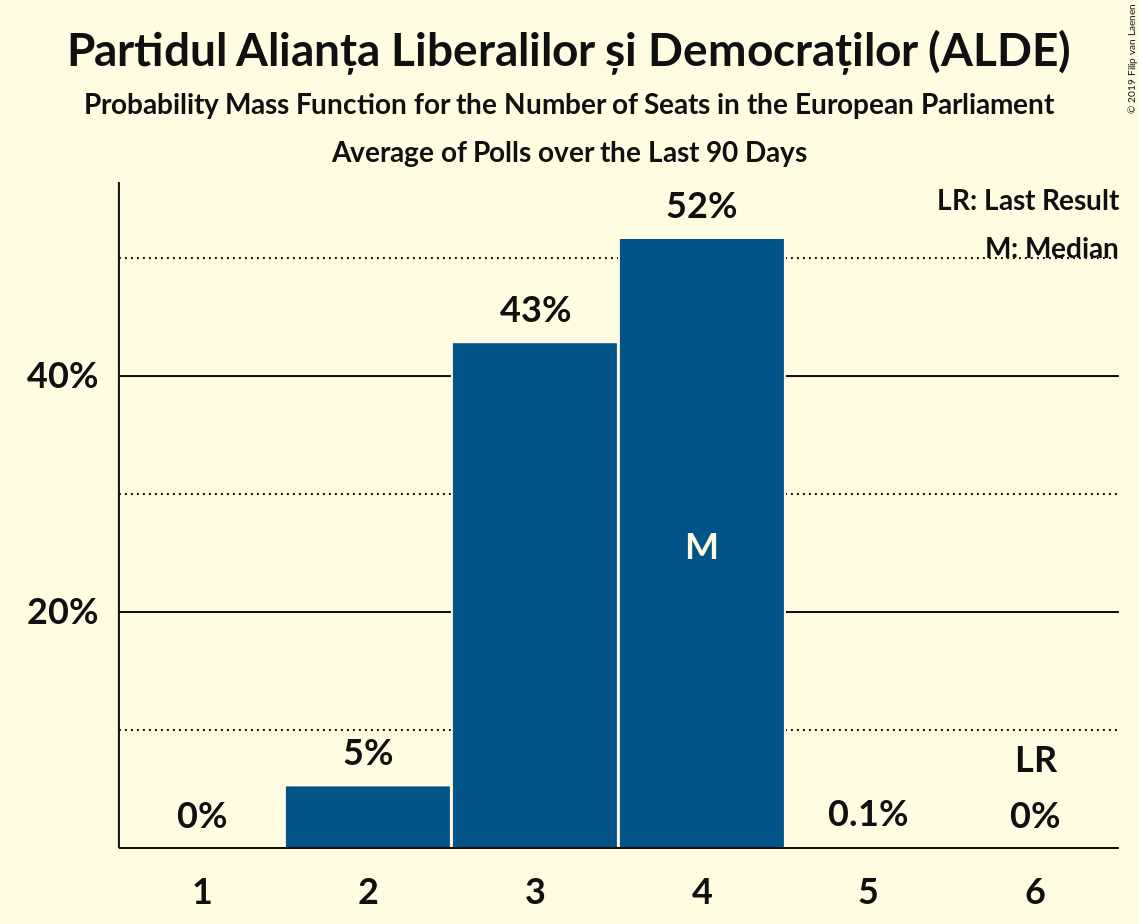 Partidul Alianța Liberalilor și Democraților (ALDE)
Probability Mass Function for the Number of Seats in the European Parliament
Average of Polls over the Last 90 Days
© 2019 Filip van Laenen
LR: Last Result
M: Median
52%
43%
40%
M
20%
5%
LR
0%
0.1%
0%
1 2 3 4 5 6